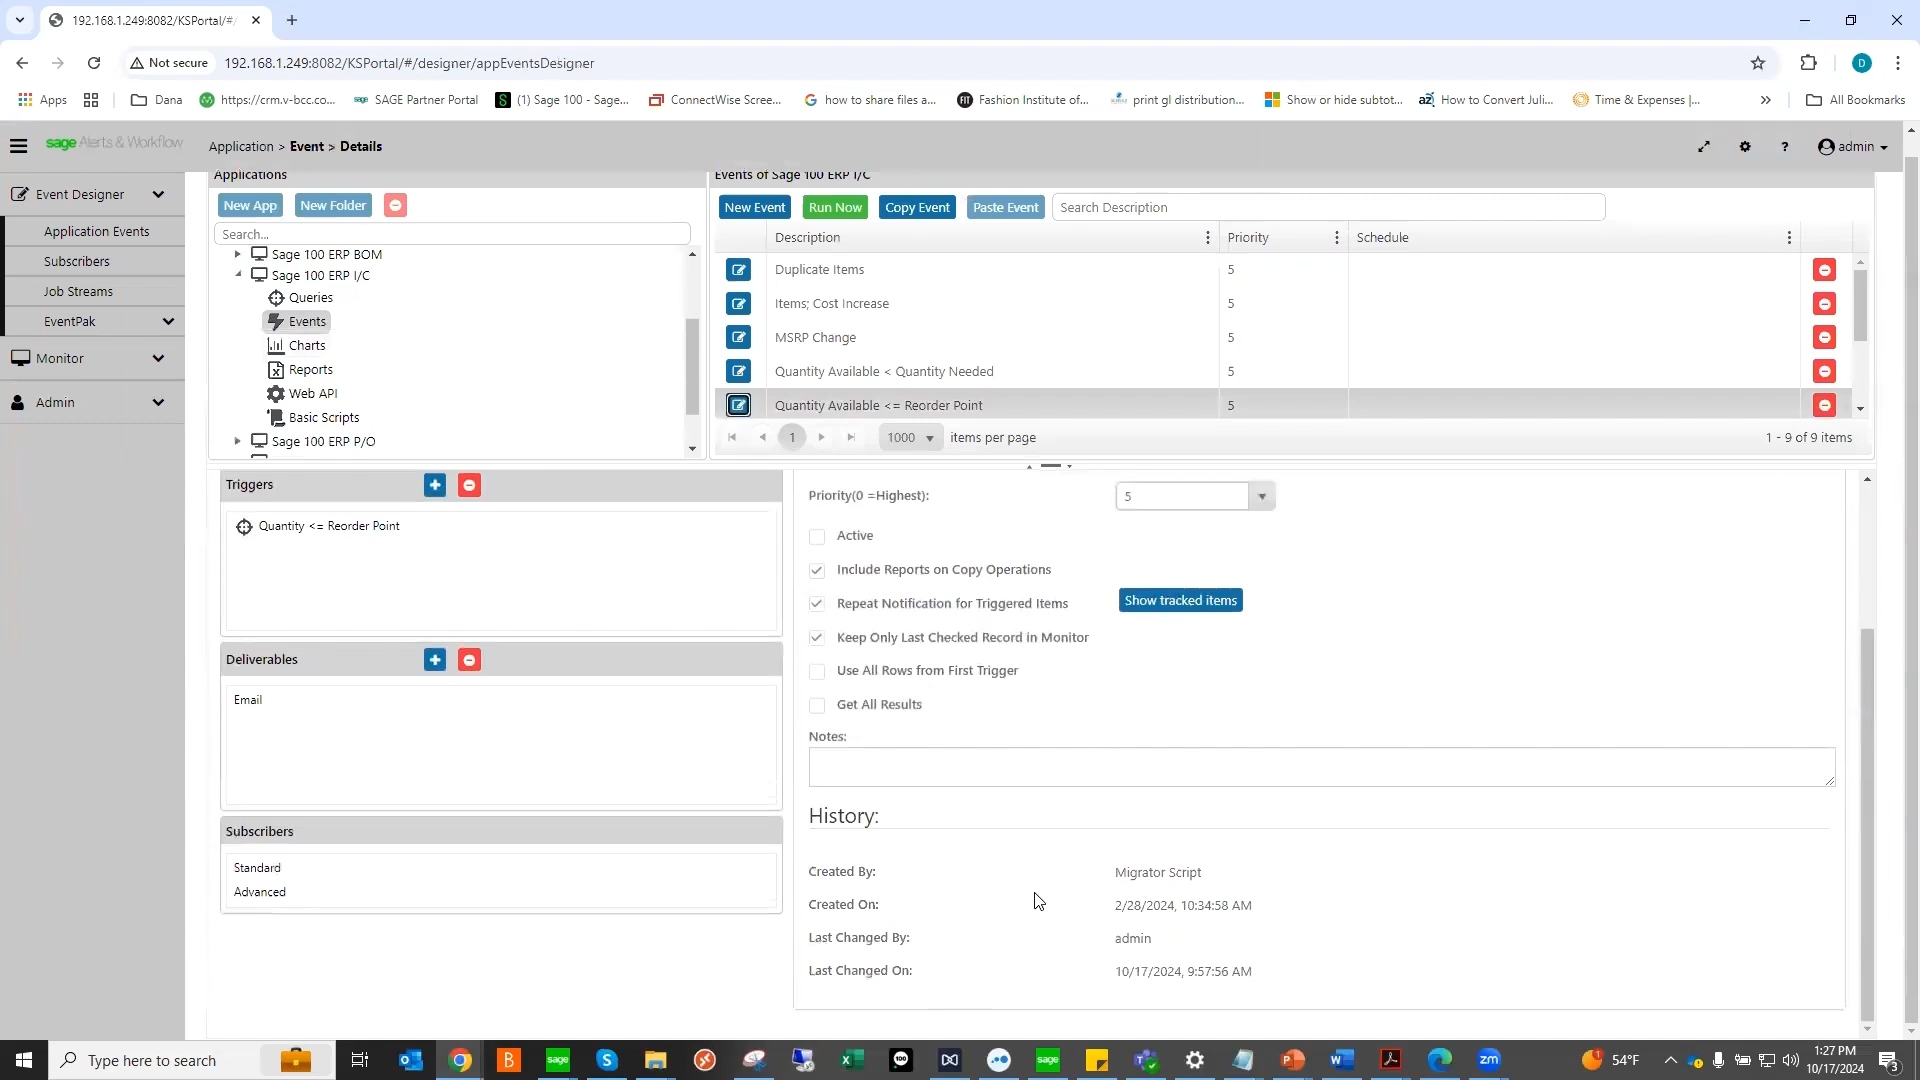 192.168.1.249:8082/KSPortal/#/
Not secure
192.168.1.249:8082/KSPortal/#/designer/appEventsDesigner
D
Apps
Dana
https://crm.v-bcc.co...
SAGE Partner Portal
(1) Sage 100 - Sage...
ConnectWise Scree...
how to share files a...
Fashion Institute of...
print gl distribution...
Show or hide subtot...
How to Convert Juli...
Time & Expenses |...
All Bookmarks
sage Alerts & Workflow
Application > Event > Details
admin
Event Designer
Application Events
Subscribers
Job Streams
EventPak
Monitor
Admin
Applications
New App
New Folder
Search...
Sage 100 ERP BOM
Sage 100 ERP I/C
Queries
Events
Charts
Reports
Web API
Basic Scripts
Sage 100 ERP P/O
Events of Sage 100 ERP I/C
New Event
Run Now
Copy Event
Paste Event
Search Description
Description
Priority
Schedule
Duplicate Items
5
Items; Cost Increase
5
MSRP Change
5
Quantity Available < Quantity Needed
5
Quantity Available <= Reorder Point
5
1
1000
items per page
1 - 9 of 9 items
Triggers
Quantity <= Reorder Point
Deliverables
Email
Subscribers
Standard
Advanced
Priority(0 =Highest):
5
Active
Include Reports on Copy Operations
Repeat Notification for Triggered Items
Show tracked items
Keep Only Last Checked Record in Monitor
Use All Rows from First Trigger
Get All Results
Notes:
History:
Created By:
Migrator Script
Created On:
2/28/2024, 10:34:58 AM
Last Changed By:
admin
Last Changed On:
10/17/2024, 9:57:56 AM
Type here to search
54°F
1:27 PM
10/17/2024
3